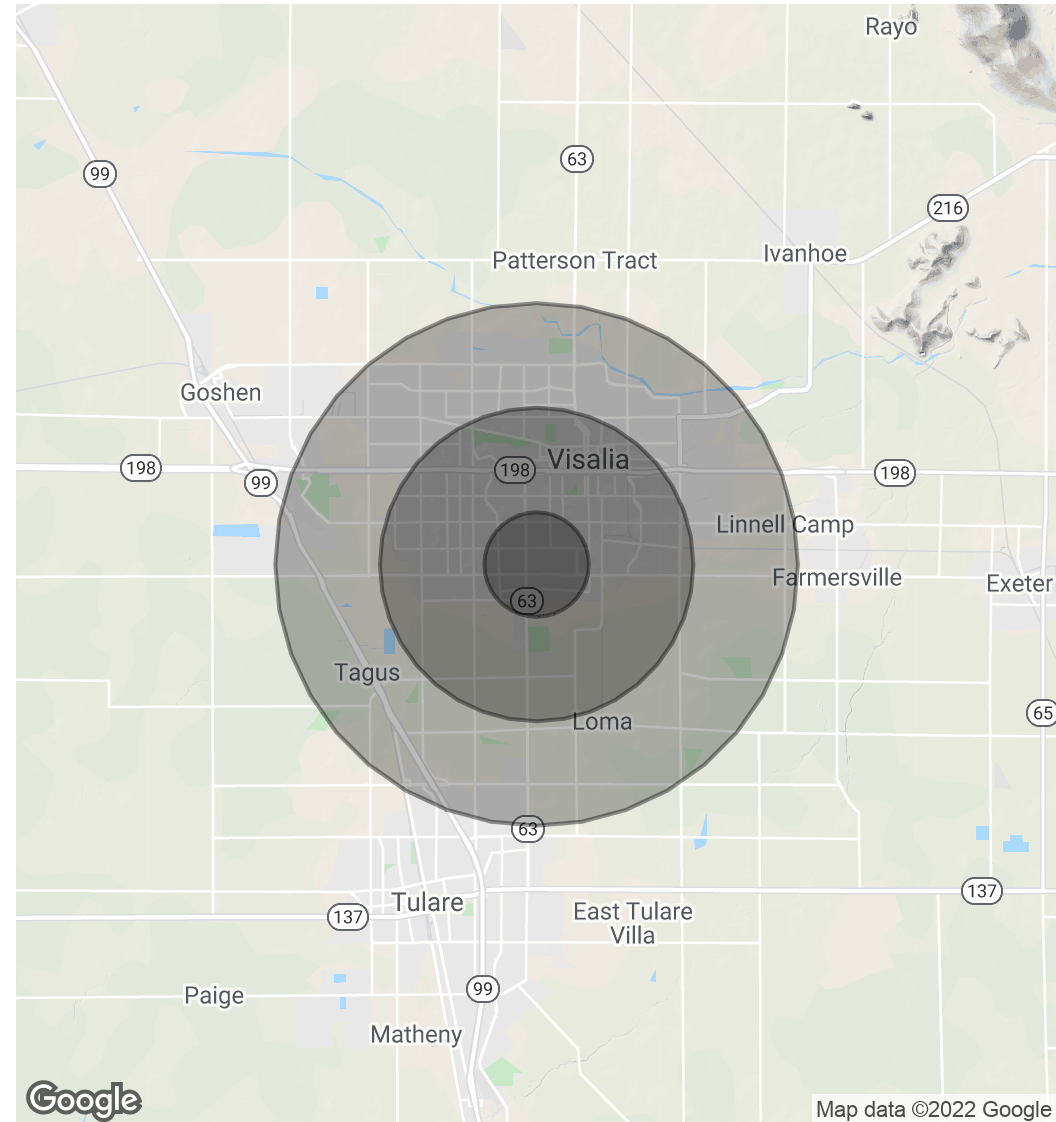 Rayo
63
99
216
Ivanhoe
Patterson Tract
Goshen
Visalia
198
198
198
99
Linnell Camp
Farmersville
Exeter
63
Tagus
65
Loma
63
Tulare
137
East Tulare
Villa
137
99
Paige
Matheny
Google
Map data ©2022 Google